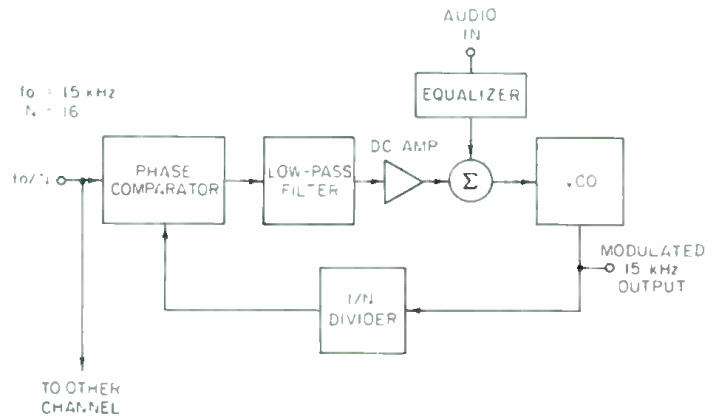 AUDIO
IN
fo = 15 kHz
N = 16
EQUALIZER
DC AMP
PHASE
COMPARATOR
LOW-PASS
FILTER
Σ
VCO
fo/N
MODULATED
15 kHz
OUTPUT
1/N
DIVIDER
TO OTHER
CHANNEL